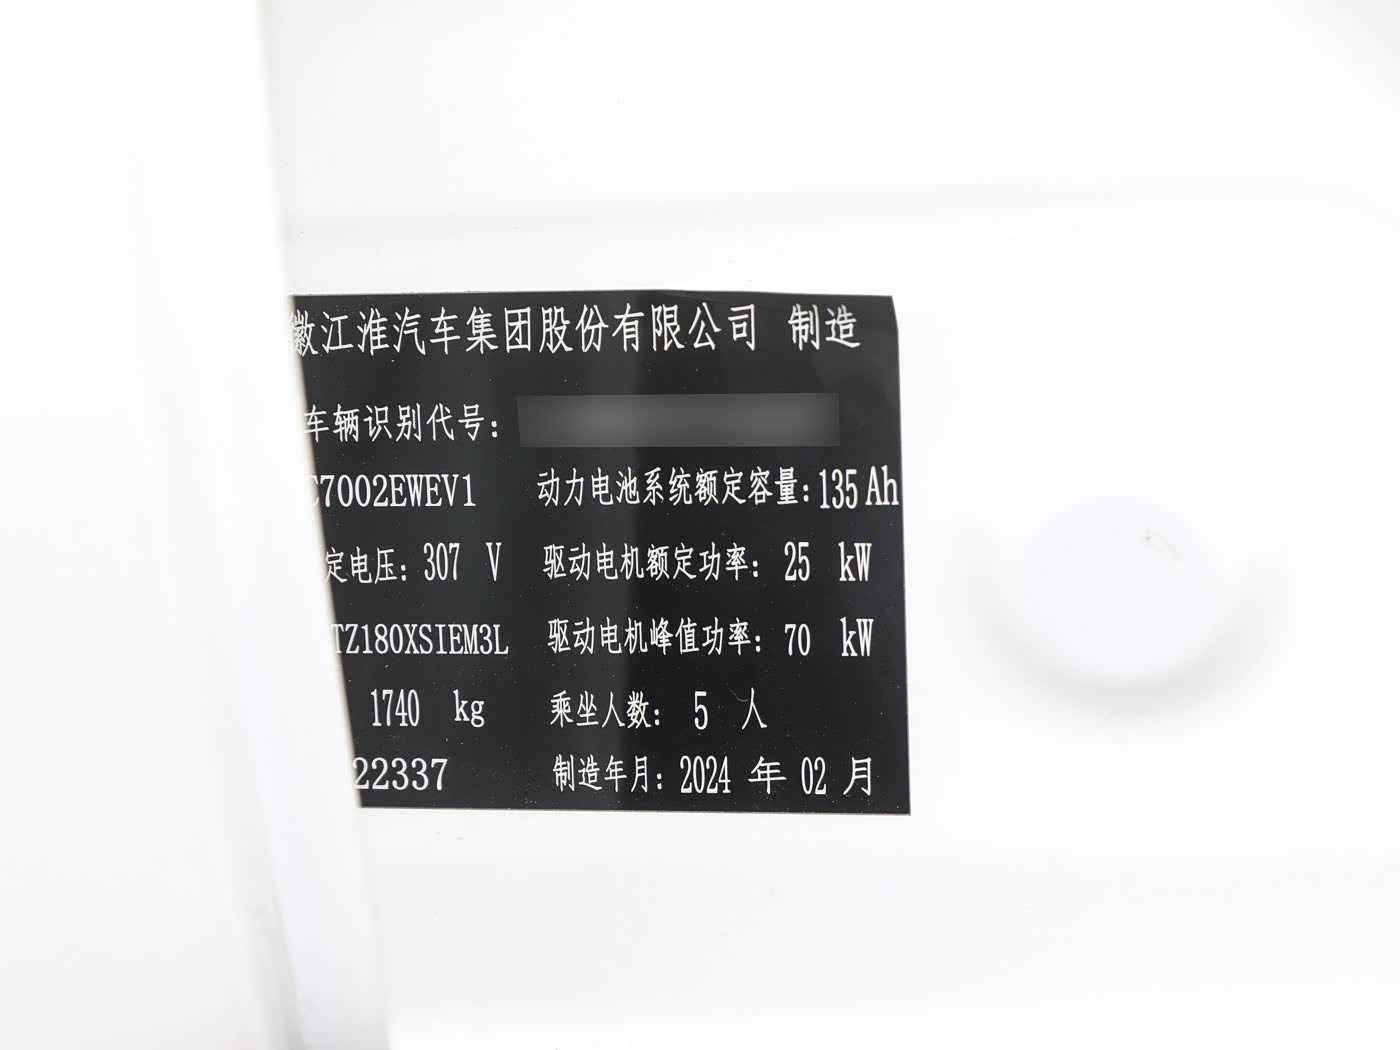 徽江淮汽车集团股份有限公司 制造
车辆识别代号:
C7002EWEV1 动力电池系统额定容量:135Ah
定电压:307 V 驱动电机额定功率: 25 kW
TZ180XSIEM3L 驱动电机峰值功率: 70 kW
1740 kg 乘坐人数: 5 人
22337 制造年月:2024 年 02 月